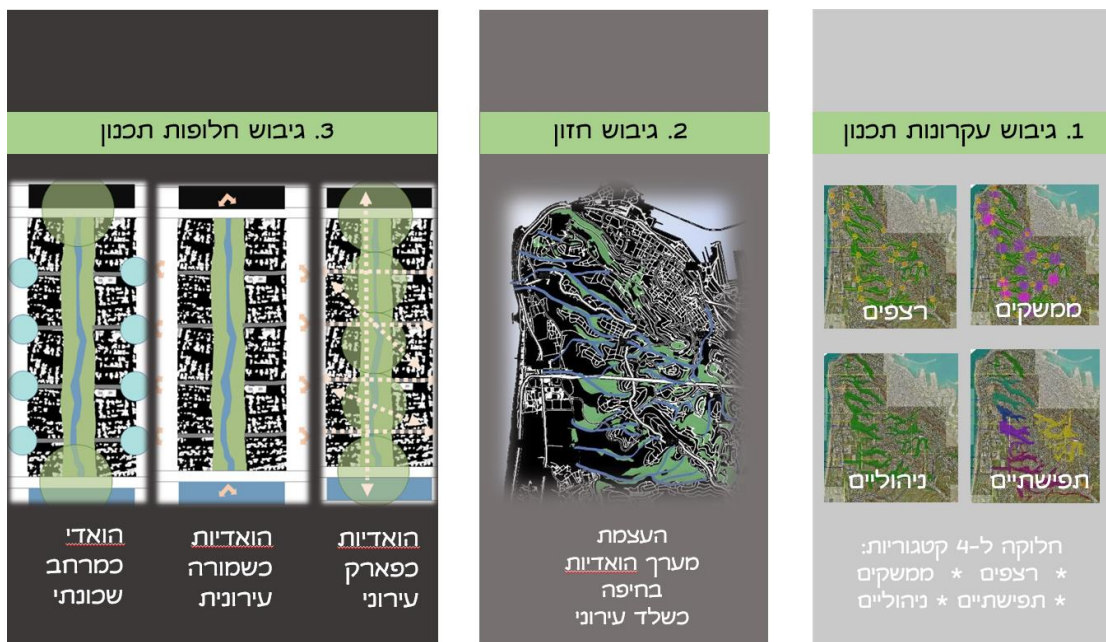 1. גיבוש עקרונות תכנון
ממשקים
רצפים
תפישתיים
ניהוליים
חלוקה ל-4 קטגוריות:
* רצפים * ממשקים
* תפישתיים * ניהוליים
2. גיבוש חזון
העצמת
מערך הואדיות
בחיפה
כשלד עירוני
3. גיבוש חלופות תכנון
הואדיות
כפארק
עירוני
הואדיות
כשמורה
עירונית
הואדי
כמרחב
שכונתי